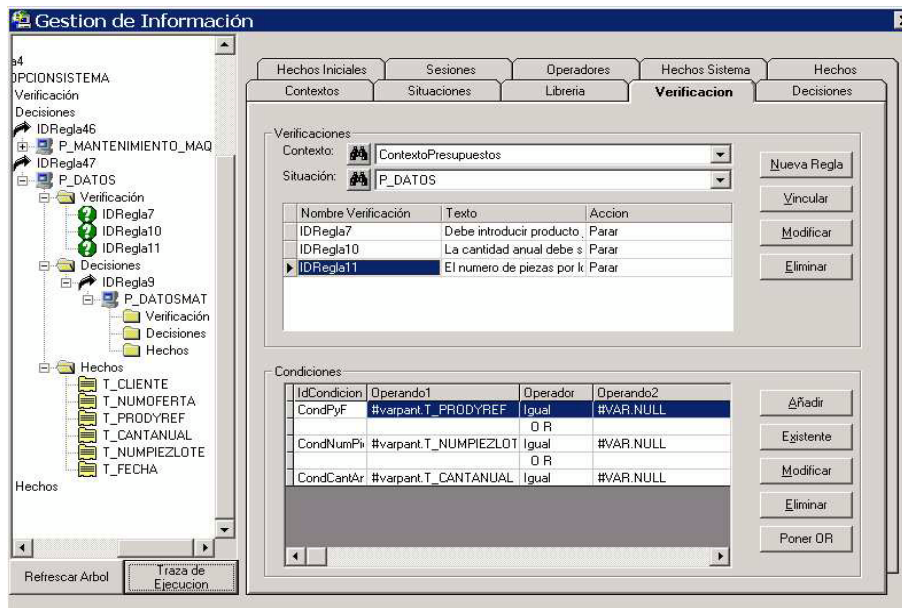 Gestion de Información
a4
OPCIONSISTEMA
Verificación
Decisiones
IDRegla46
P_MANTENIMIENTO_MAQ
IDRegla47
P_DATOS
Verificación
IDRegla7
IDRegla10
IDRegla11
Decisiones
IDRegla9
P_DATOSMAT
Verificación
Decisiones
Hechos
Hechos
T_CLIENTE
T_NUMOFERTA
T_PRODYREF
T_CANTANUAL
T_NUMPIEZLOTE
T_FECHA
Hechos
Refrescar Arbol
Traza de
Ejecucion
Hechos Iniciales Sesiones Operadores Hechos Sistema Hechos
Contextos Situaciones Libreria Verificacion Decisiones
Verificaciones
Contexto: ContextoPresupuestos
Situación: P_DATOS
Nombre Verificación Texto Accion
IDRegla7 Debe introducir producto Parar
IDRegla10 La cantidad anual debe s Parar
IDRegla11 El numero de piezas por lo Parar
Nueva Regla
Vincular
Modificar
Eliminar
Condiciones
IdCondicion Operando1 Operador Operando2
CondPyF #varpant.T_PRODYREF Igual #VAR.NULL
O R
CondNumPi #varpant.T_NUMPIEZLOT Igual #VAR.NULL
O R
CondCantAr #varpant.T_CANTANUAL Igual #VAR.NULL
Añadir
Existente
Modificar
Eliminar
Poner OR